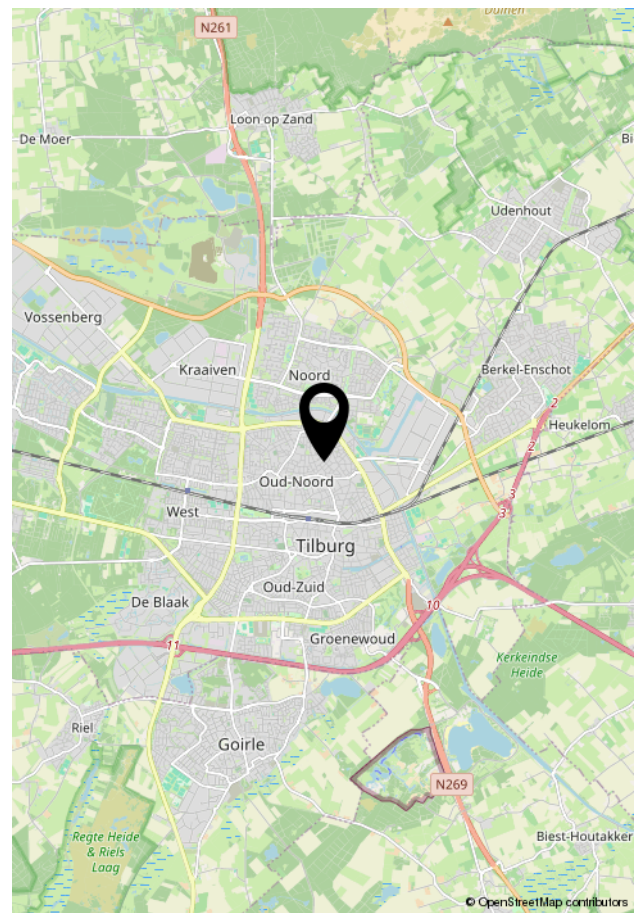 Duinen
N261
Loon op Zand
De Moer
Bi
Udenhout
Vossenberg
Kraaiven
Noord
Berkel-Enschot
2
Heukelom
2
Oud-Noord
3
3
West
Tilburg
Oud-Zuid
De Blaak
10
Groenewoud
11
Kerkeindse
Heide
Riel
Goirle
N269
Regte Heide
& Riels
Laag
Biest-Houtakker
© OpenStreetMap contributors